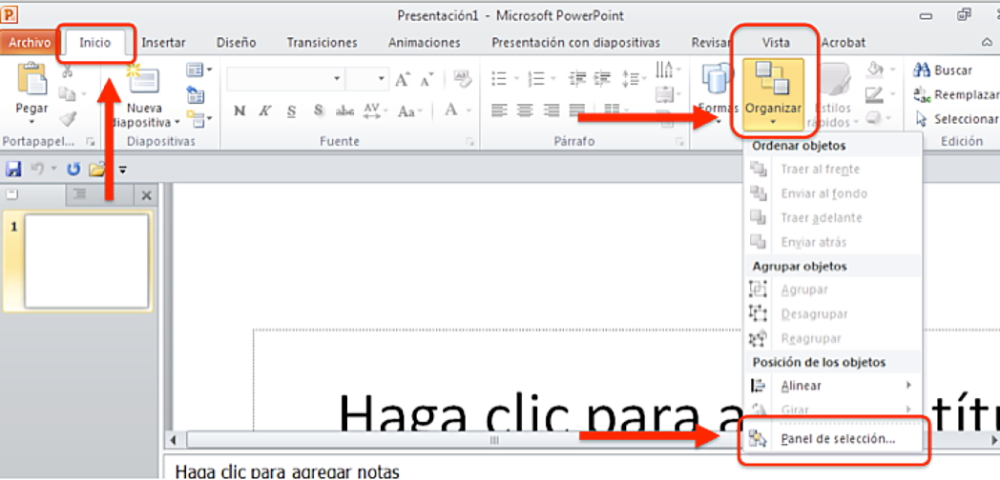 Presentación1 - Microsoft PowerPoint
Archivo Inicio Insertar Diseño Transiciones Animaciones Presentación con diapositivas Revisar Vista Acrobat
Pegar
Nueva
diapositiva
N K S S abc AV Aa A
A A
Formas
Organizar
Estilos
rápidos
Buscar
Reemplazar
Seleccionar
Portapapel... Diapositivas Fuente Párrafo Edición
Ordenar objetos
Traer al frente
Enviar al fondo
Traer adelante
Enviar atrás
Agrupar objetos
Agrupar
Desagrupar
Reagrupar
Posición de los objetos
Alinear
Girar
Panel de selección...
1
Haga clic para a títu
Haga clic para agregar notas